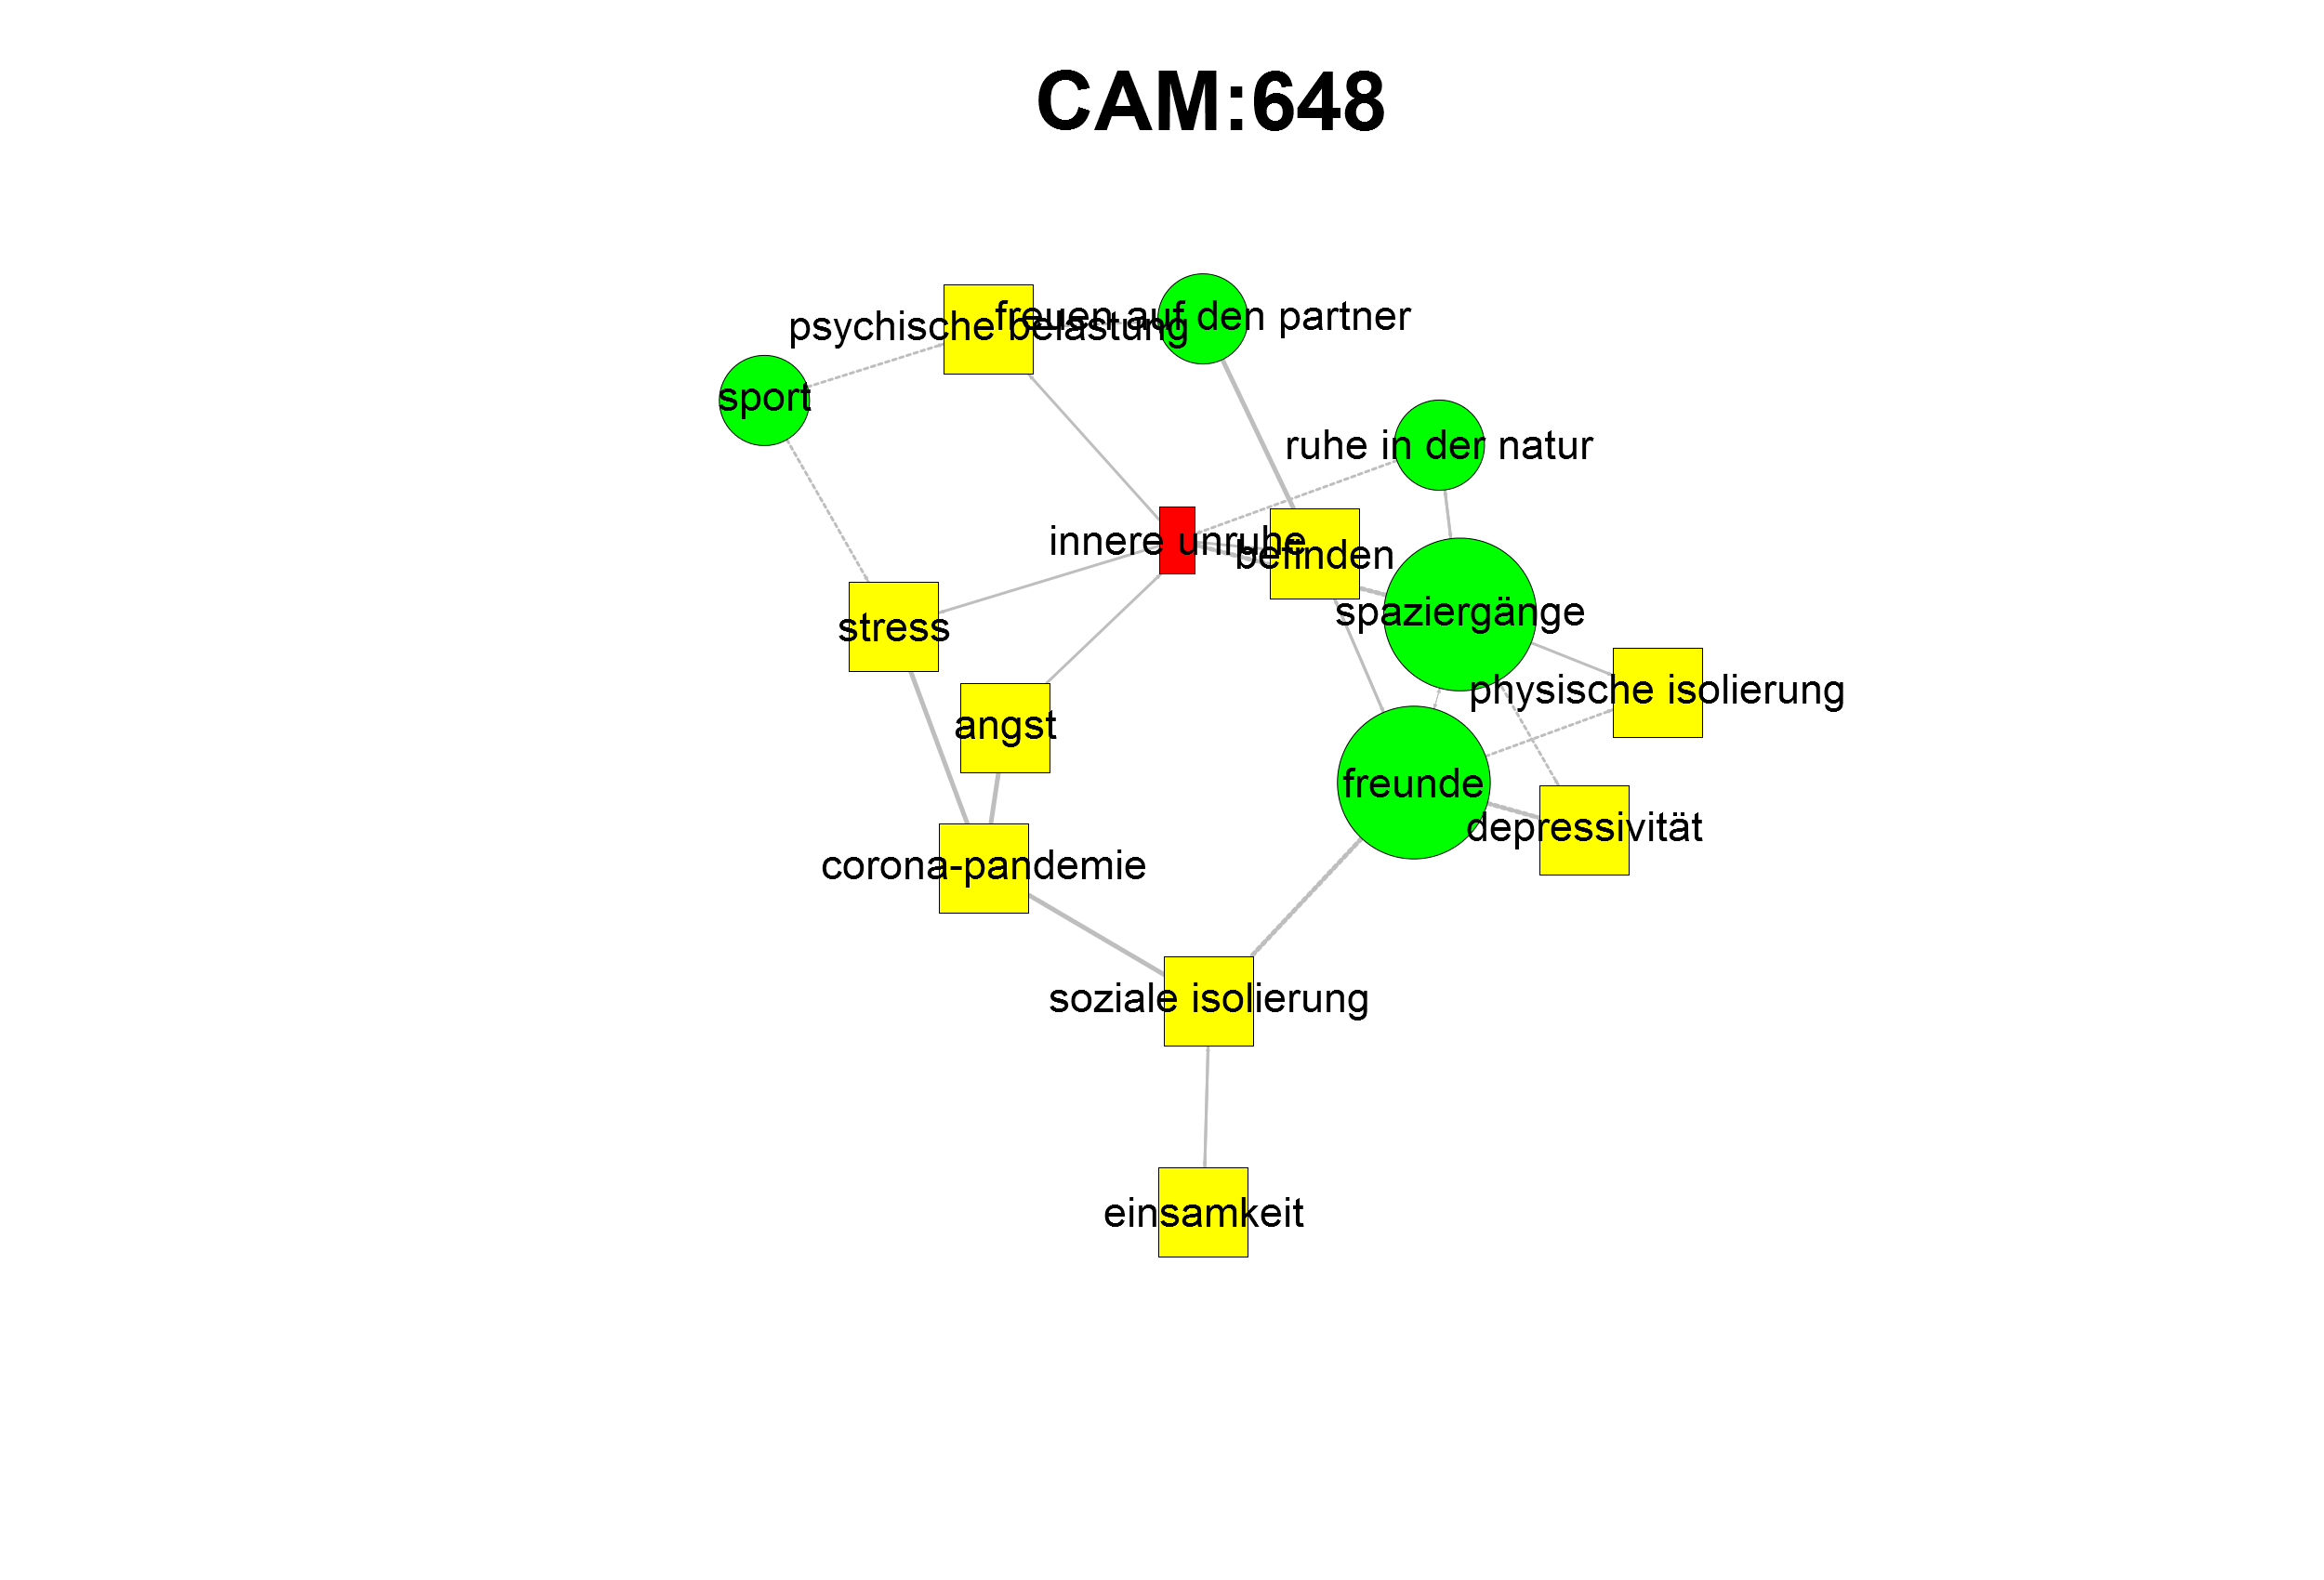 CAM:648
freuen auf den partner
psychische belastung
sport
ruhe in der natur
innere unruhe
befinden
spaziergänge
stress
physische isolierung
angst
freunde
depressivität
corona-pandemie
soziale isolierung
einsamkeit